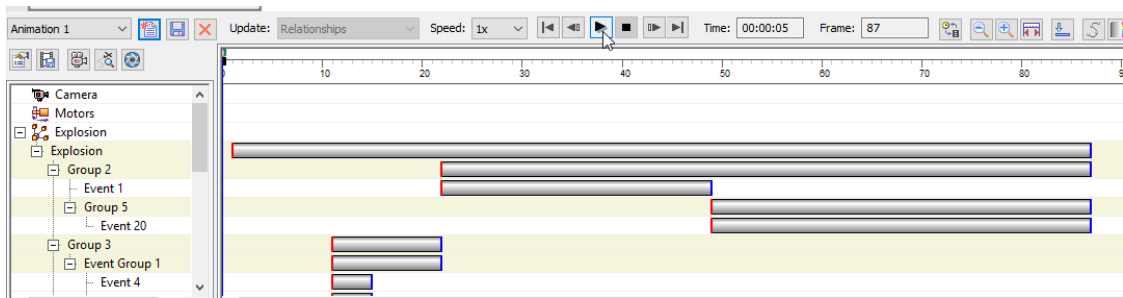 Animation 1 Update: Relationships Speed: 1x Time: 00:00:05 Frame: 87
0 10 20 30 40 50 60 70 80 9
Camera
Motors
Explosion
Explosion
Group 2
Event 1
Group 5
Event 20
Group 3
Event Group 1
Event 4